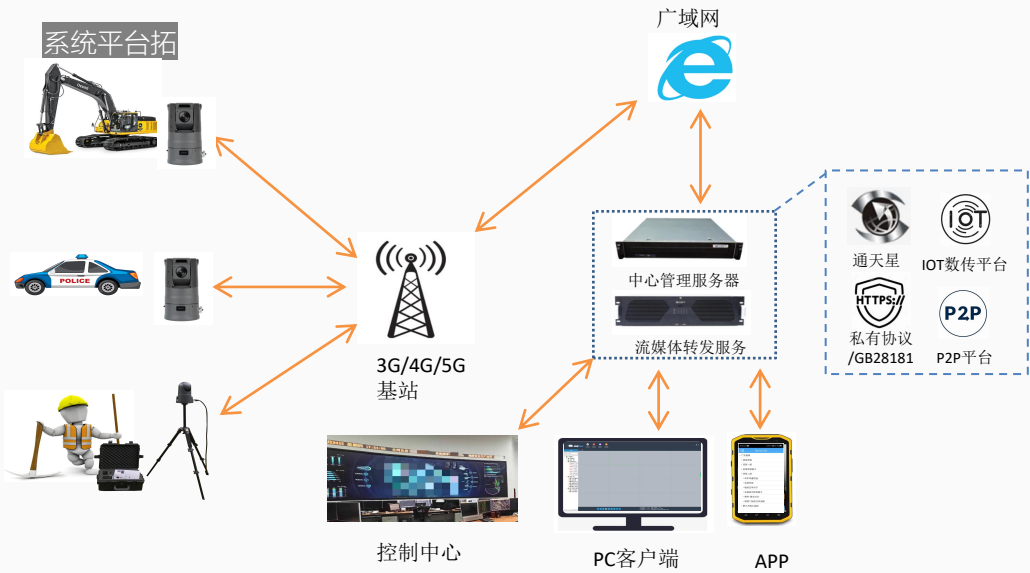 系统平台拓
广域网
POLICE
中心管理服务器
流媒体转发服务
通天星
IOT
IOT数传平台
HTTPS://
私有协议
/GB28181
P2P
P2P平台
3G/4G/5G
基站
控制中心
PC客户端
APP